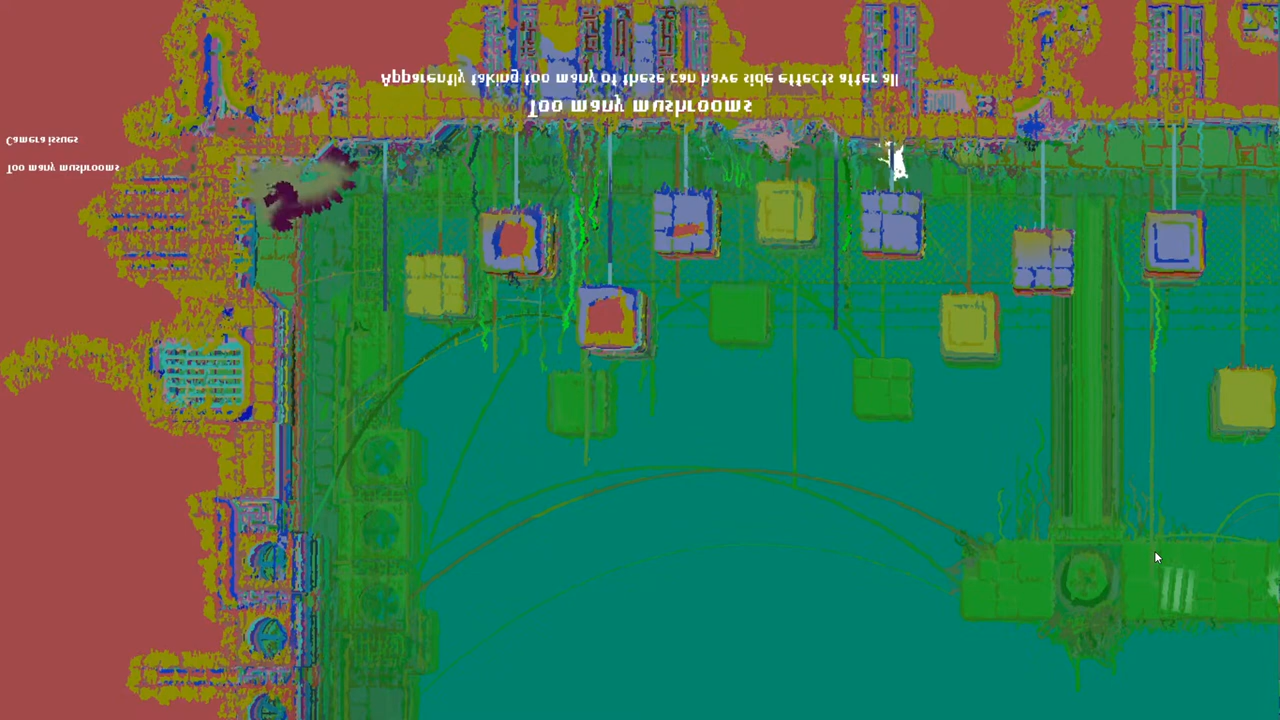 Too many mushrooms
Camera issues
Too many mushrooms
Apparently taking too many of these can have side effects after all